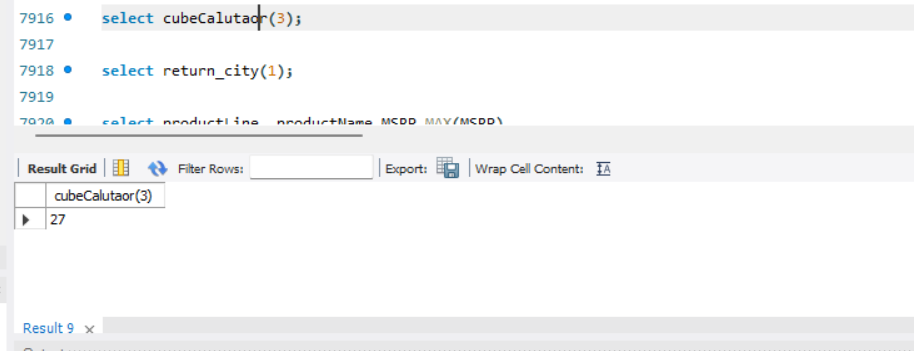 7916 select cubeCalutaor(3);
7917
7918 select return_city(1);
7919
7920 select productLine, productName,MSRP,MAX(MSRP)
Result Grid Filter Rows: Export: Wrap Cell Content:
cubeCalutaor(3)
27
Result 9 ×